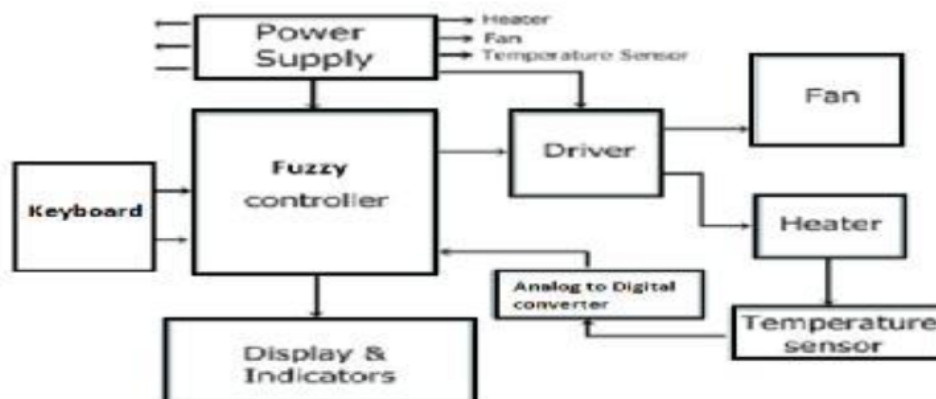 Power
Supply
Heater
Fan
Temperature Sensor
Fan
Driver
Fuzzy
controller
Keyboard
Heater
Analog to Digital
converter
Temperature
sensor
Display &
Indicators